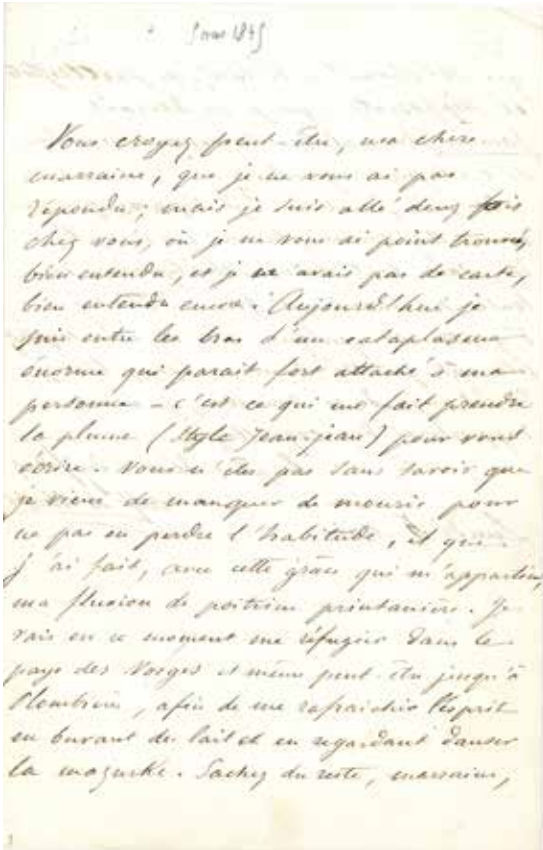 5 mai 1845
Vous croyez peut-être, ma chère
marraine, que je ne vous ai pas
répondu; mais je suis allé deux fois
chez vous, où je ne vous ai point trouvée,
bien entendu, et je n'avais pas de carte,
bien entendu encore. Aujourd'hui je
suis entre les bras d'un cataplasme
énorme qui parait fort attaché à ma
personne – c'est ce qui me fait prendre
la plume (style Jean-jean) pour vous
écrire. Vous n'êtes pas sans savoir que
je viens de manquer de mourir pour
ne pas en perdre l'habitude, et que
j'ai fait, avec cette grâce qui m'appartient,
ma fluxion de poitrine printanière. Je
vais en ce moment me réfugier dans le
pays des Vosges et même peut-être jusqu'à
Plombières, afin de me rafraichir l'esprit
en buvant du lait et en regardant danser
la mazurke. Sachez du reste, marraine,